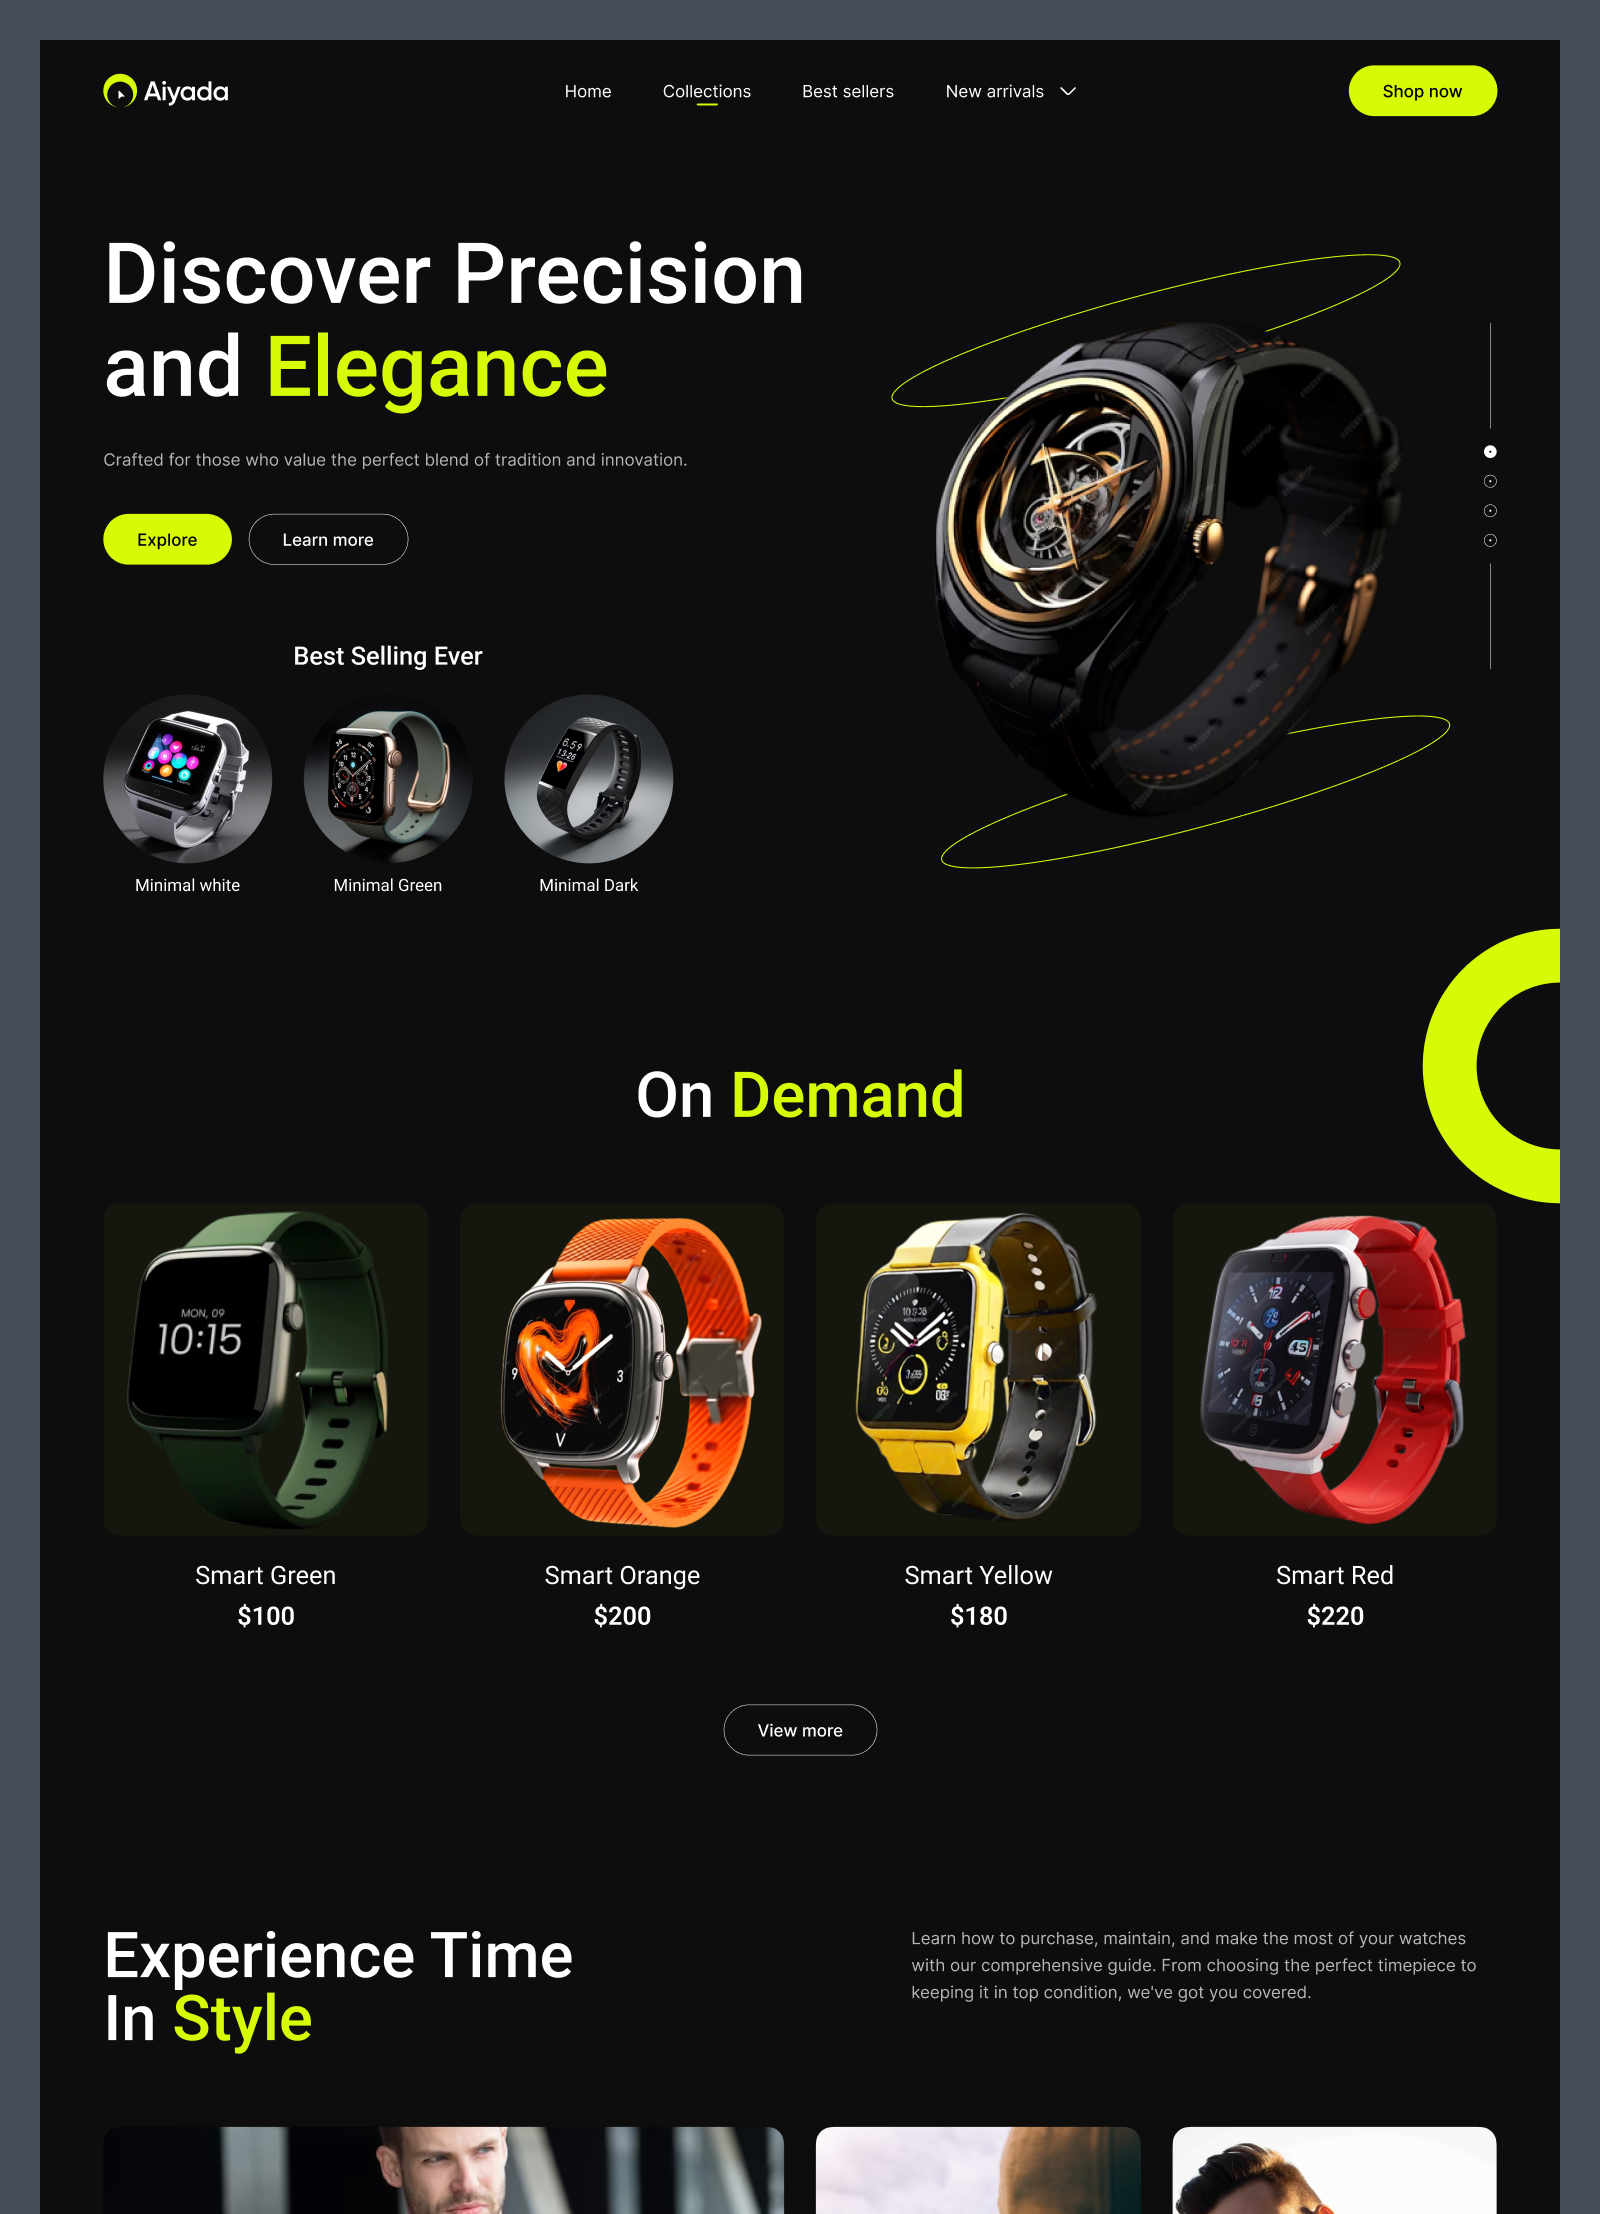 Aiyada
Home Collections Best sellers New arrivals
Shop now
Discover Precision
and Elegance
Crafted for those who value the perfect blend of tradition and innovation.
Explore Learn more
Best Selling Ever
Minimal white Minimal Green Minimal Dark
On Demand
MON, 09
10:15
9 3
V
Smart Green Smart Orange Smart Yellow Smart Red
$100 $200 $180 $220
View more
Experience Time
In Style
Learn how to purchase, maintain, and make the most of your watches
with our comprehensive guide. From choosing the perfect timepiece to
keeping it in top condition, we've got you covered.